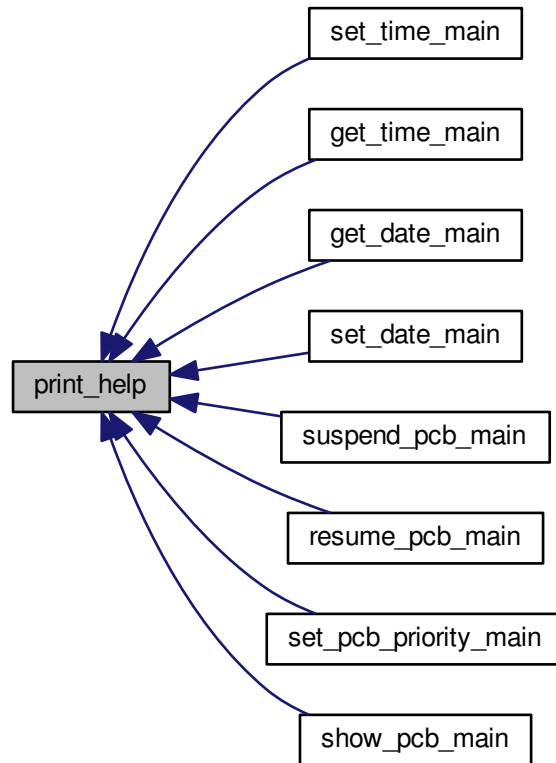 set_time_main
get_time_main
get_date_main
set_date_main
print_help
suspend_pcb_main
resume_pcb_main
set_pcb_priority_main
show_pcb_main